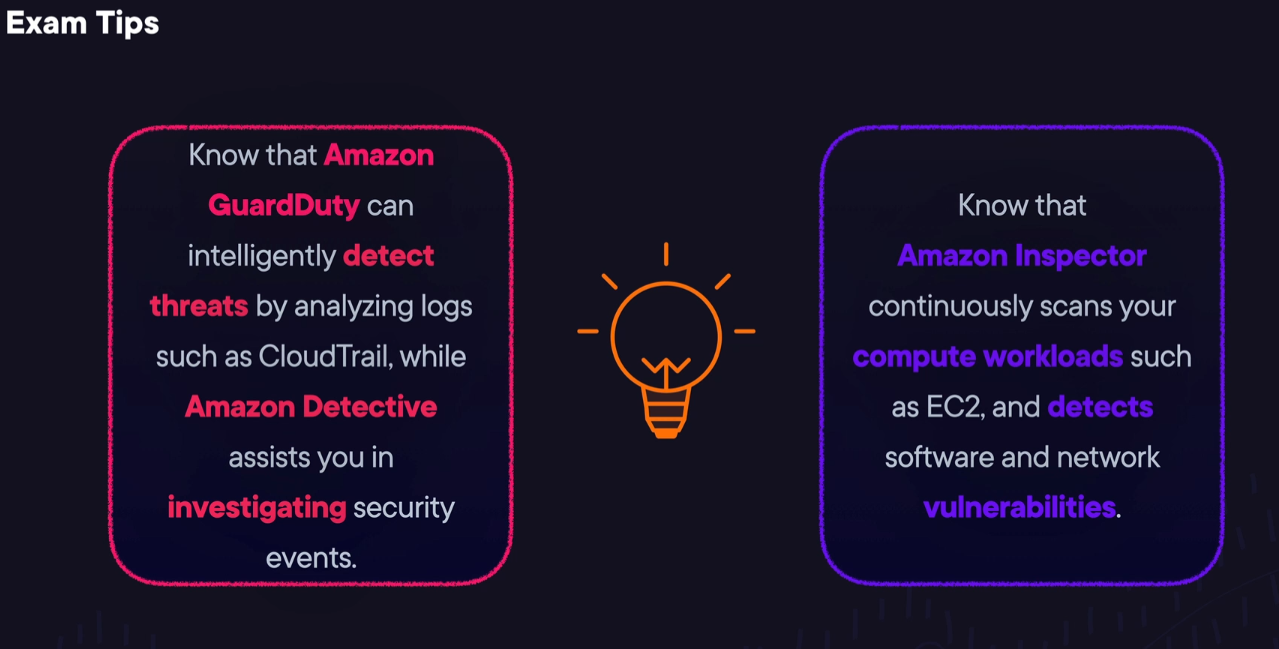 Exam Tips
Know that Amazon
GuardDuty can
intelligently detect
threats by analyzing logs
such as CloudTrail, while
Amazon Detective
assists you in
investigating security
events.
Know that
Amazon Inspector
continuously scans your
compute workloads such
as EC2, and detects
software and network
vulnerabilities.